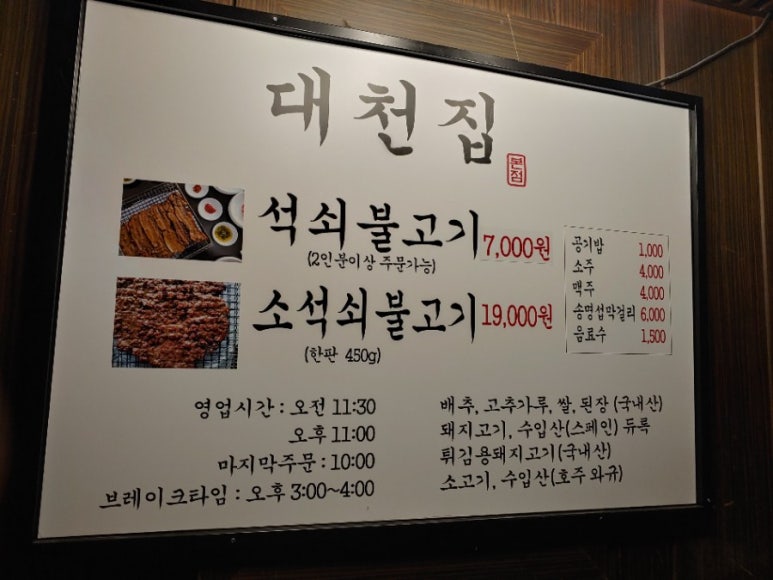 대천집
본점
석쇠불고기 7,000원
(2인분이상 주문가능)
소석쇠불고기 19,000원
(한판 450g)
공기밥 1,000
소주 4,000
맥주 4,000
송명섭막걸리 6,000
음료수 1,500
영업시간 : 오전 11:30
오후 11:00
마지막주문 : 10:00
브레이크타임 : 오후 3:00~4:00
배추, 고추가루, 쌀, 된장 (국내산)
돼지고기, 수입산(스페인) 듀록
튀김용돼지고기(국내산)
소고기, 수입산(호주 와규)